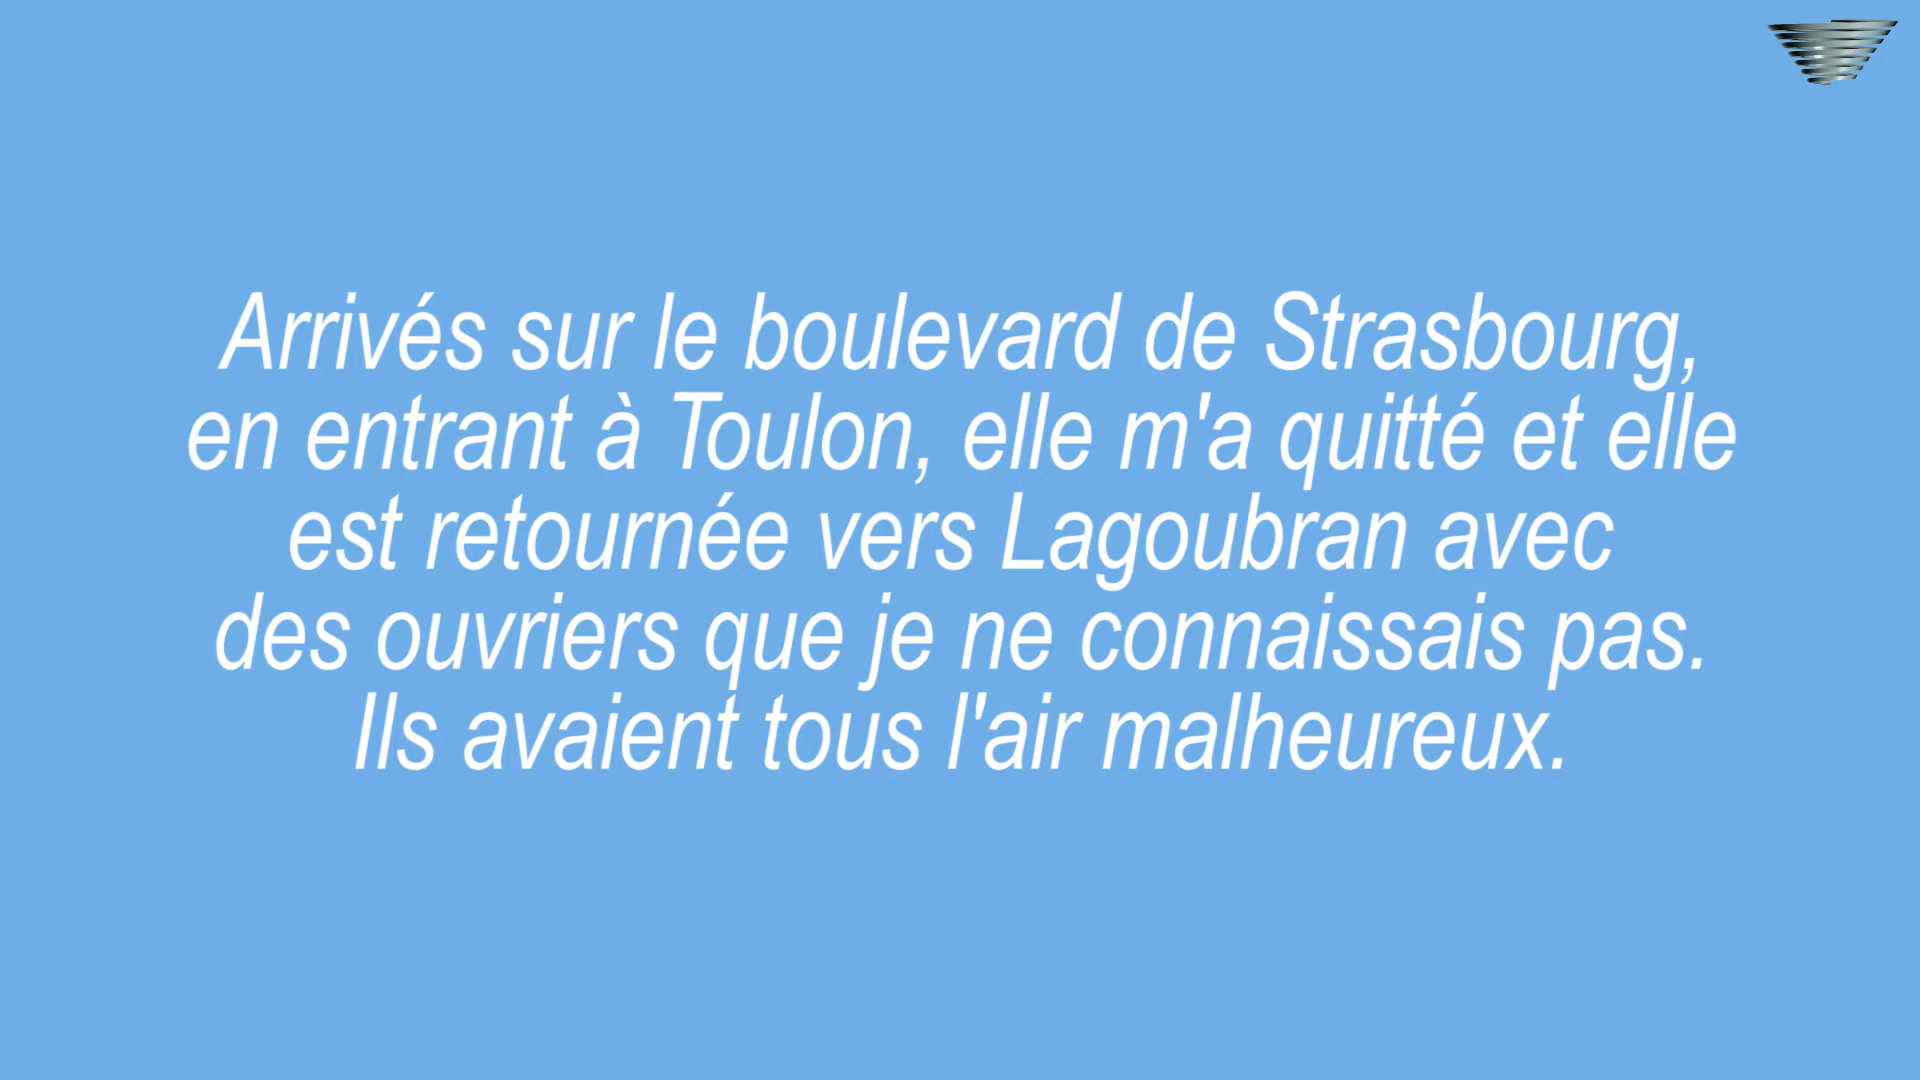 Arrivés sur le boulevard de Strasbourg,
en entrant à Toulon, elle m'a quitté et elle
est retournée vers Lagoubran avec
des ouvriers que je ne connaissais pas.
Ils avaient tous l'air malheureux.